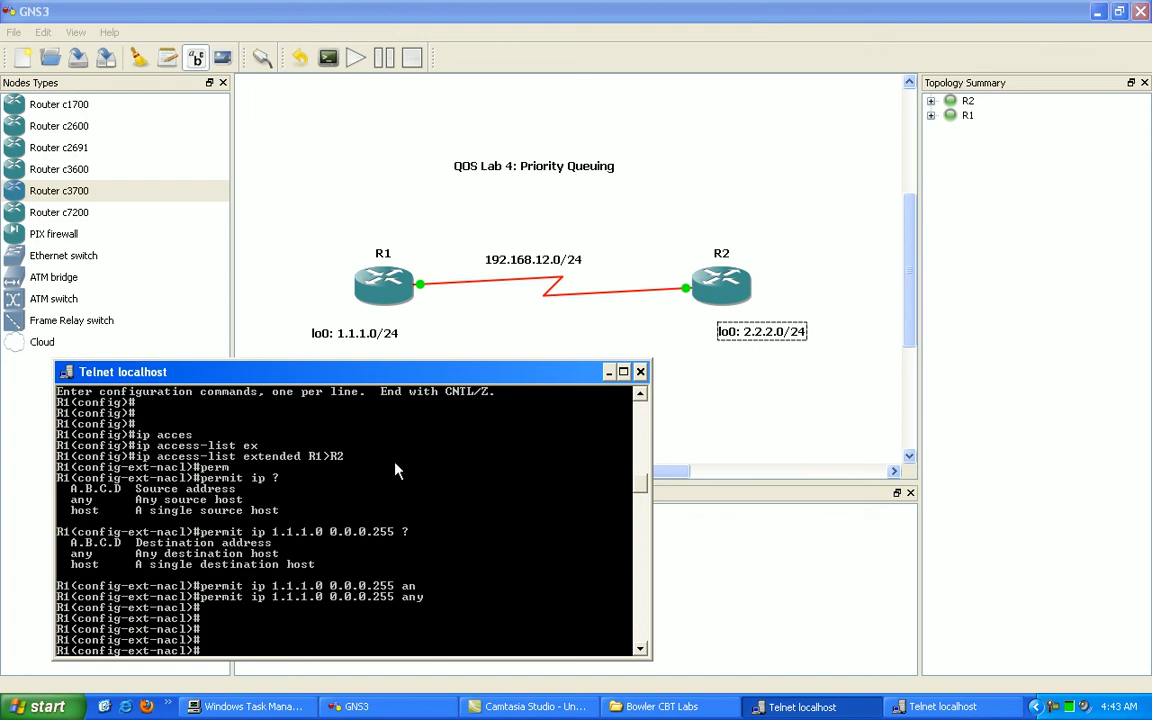 GNS3
File Edit View Help
Nodes Types
Router c1700
Router c2600
Router c2691
Router c3600
Router c3700
Router c7200
PIX firewall
Ethernet switch
ATM bridge
ATM switch
Frame Relay switch
Cloud
QOS Lab 4: Priority Queuing
R1
192.168.12.0/24
R2
lo0: 1.1.1.0/24
lo0: 2.2.2.0/24
Topology Summary
R2
R1
Telnet localhost
Enter configuration commands, one per line.  End with CNTL/Z.
R1(config)#
R1(config)#
R1(config)#
R1(config)#ip acces
R1(config)#ip access-list ex
R1(config)#ip access-list extended R1>R2
R1(config-ext-nacl)#perm
R1(config-ext-nacl)#permit ip ?
A.B.C.D  Source address
any      Any source host
host     A single source host
R1(config-ext-nacl)#permit ip 1.1.1.0 0.0.0.255 ?
A.B.C.D  Destination address
any      Any destination host
host     A single destination host
R1(config-ext-nacl)#permit ip 1.1.1.0 0.0.0.255 an
R1(config-ext-nacl)#permit ip 1.1.1.0 0.0.0.255 any
R1(config-ext-nacl)#
R1(config-ext-nacl)#
R1(config-ext-nacl)#
R1(config-ext-nacl)#
R1(config-ext-nacl)#
start
Windows Task Mana...
GNS3
Camtasia Studio - Un...
Bowler CBT Labs
Telnet localhost
Telnet localhost
4:43 AM